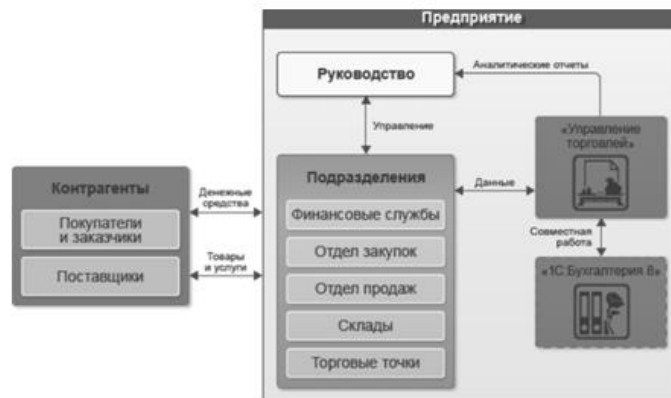 Предприятие
Руководство
Аналитические отчеты
Управление
«Управление
торговлей»
Контрагенты
Покупатели
и заказчики
Поставщики
Денежные
средства
Товары
и услуги
Подразделения
Финансовые службы
Отдел закупок
Отдел продаж
Склады
Торговые точки
Данные
Совместная
работа
«1С:Бухгалтерия 8»